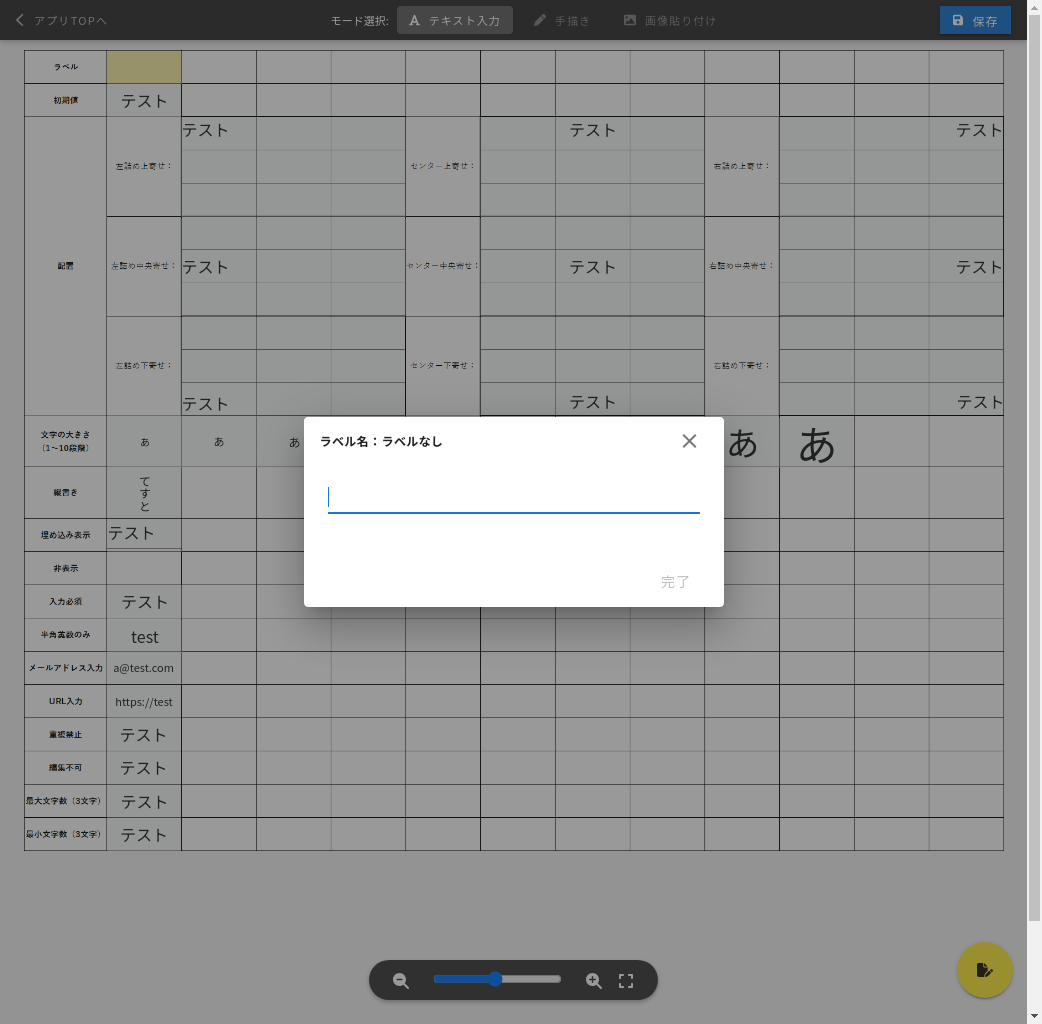 アプリTOPへ
モード選択:
テキスト入力
手描き
画像貼り付け
保存
ラベル
初期値
テスト
配置
左詰め上寄せ：
テスト
センター上寄せ：
テスト
右詰め上寄せ：
テスト
左詰め中央寄せ：
テスト
センター中央寄せ：
テスト
右詰め中央寄せ：
テスト
左詰め下寄せ：
テスト
センター下寄せ：
テスト
右詰め下寄せ：
テスト
文字の大きさ
（1〜10段階）
あ
あ
あ
あ
あ
ラベル名：ラベルなし
完了
縦書き
てすと
埋め込み表示
テスト
非表示
入力必須
テスト
半角英数のみ
test
メールアドレス入力
a@test.com
URL入力
https://test
重複禁止
テスト
編集不可
テスト
最大文字数（3文字）
テスト
最小文字数（3文字）
テスト